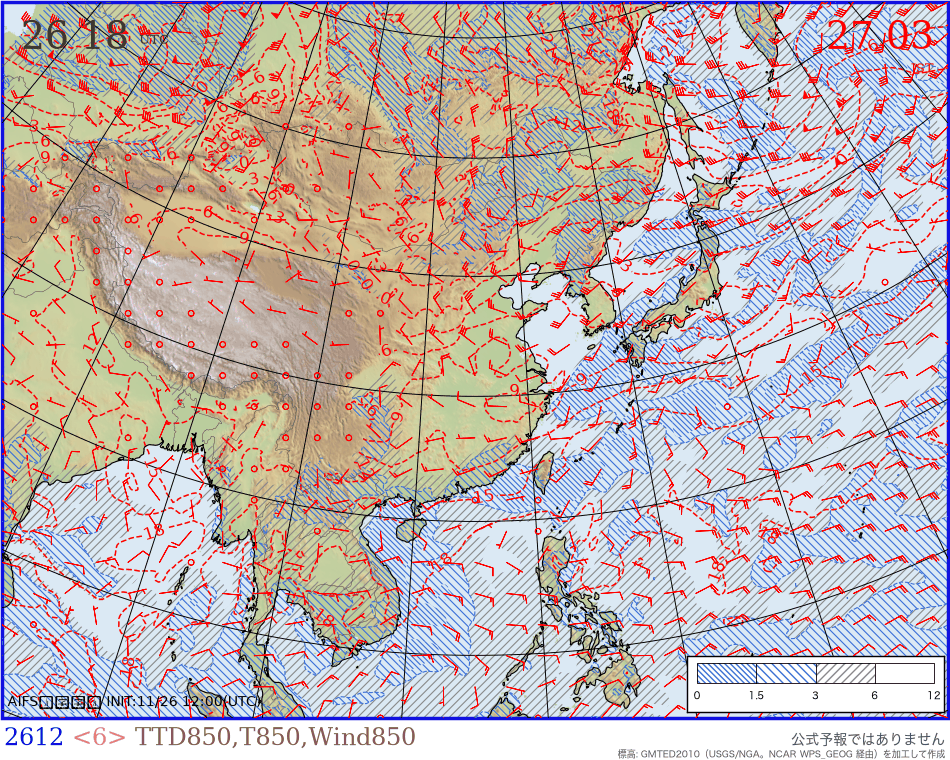 26 18 UTC
27.03
JST
AIFS INIT:11/26 12:00(UTC)
0 1.5 3 6 12
2612 <6> TTD850,T850,Wind850
公式予報ではありません
標高: GMTED2010（USGS/NGA。NCAR WPS_GEOG 経由）を加工して作成